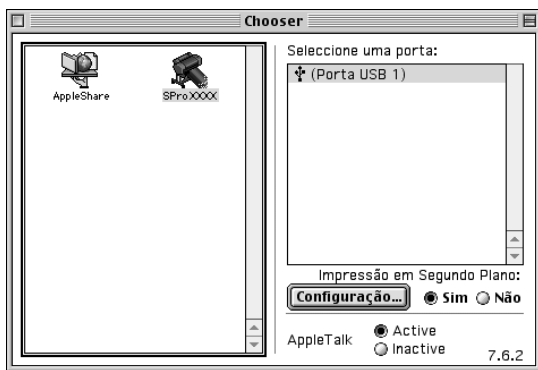 Chooser
AppleShare
SProXXXX
Seleccione uma porta:
(Porta USB 1)
Impressão em Segundo Plano:
Configuração... Sim Não
AppleTalk
Active
Inactive
7.6.2